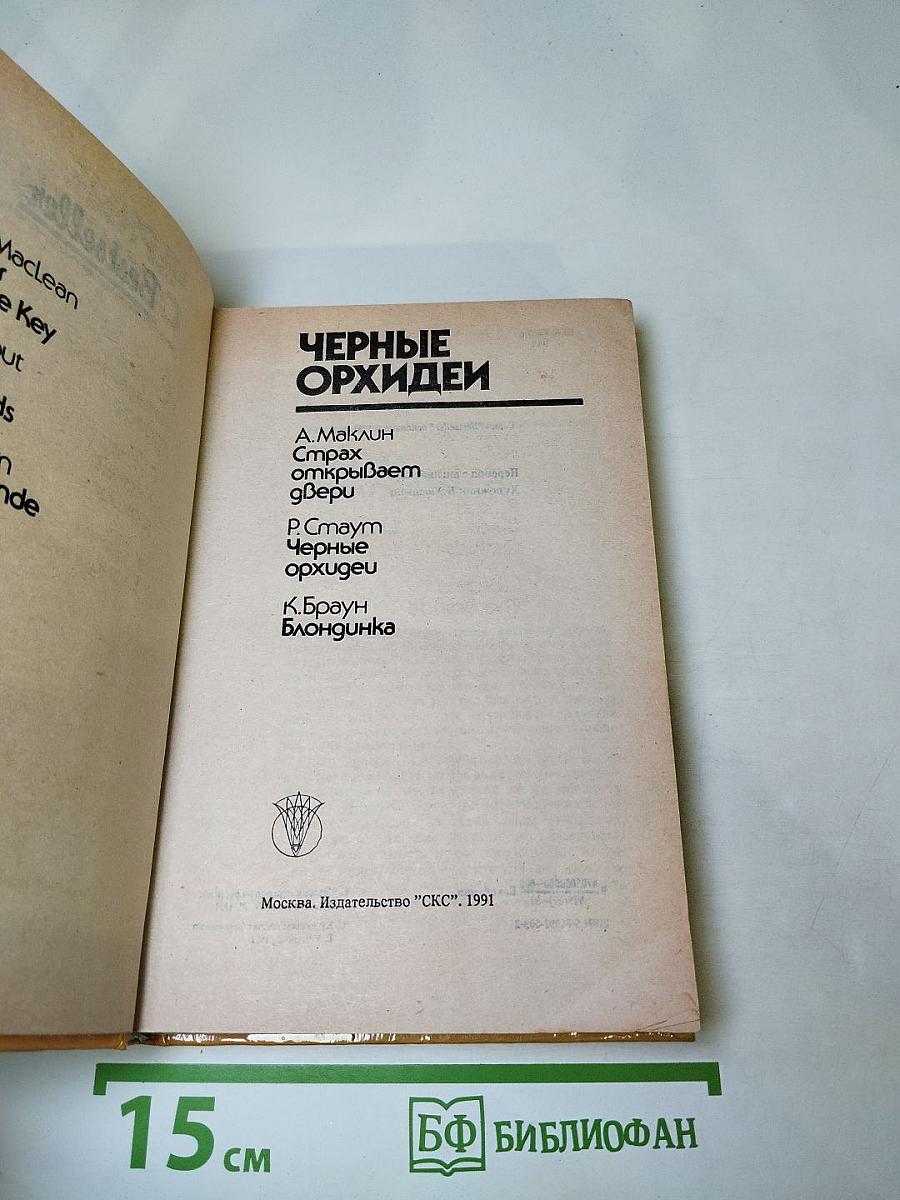 MacLean
e Key
out
ds
n
nde
ЧЕРНЫЕ
ОРХИДЕИ
А. Маклин
Страх
открывает
двери
Р. Стаут
Черные
орхидеи
К. Браун
Блондинка
Москва. Издательство "СКС". 1991
15 см
БФ БИБЛИОФАН